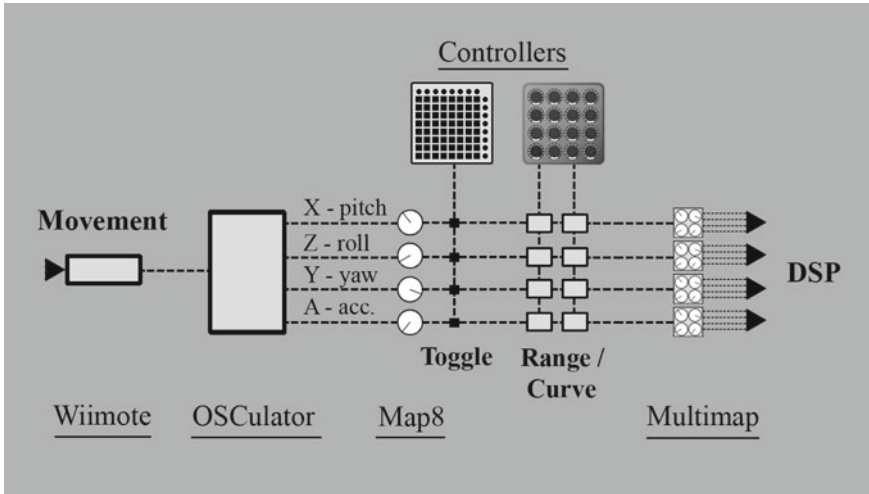 Controllers
X - pitch
Movement
Z - roll
Y - yaw
DSP
A - acc.
Toggle
Range /
Curve
Wiimote
OSCulator
Map8
Multimap